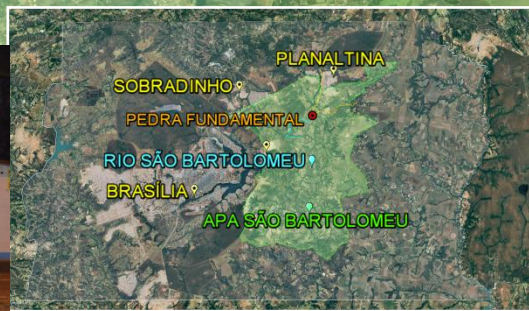 PLANALTINA
SOBRADINHO
PEDRA FUNDAMENTAL
RIO SÃO BARTOLOMEU
BRASÍLIA
APA SÃO BARTOLOMEU